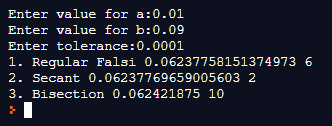 Enter value for a:0.01
Enter value for b:0.09
Enter tolerance:0.0001
1. Regular Falsi 0.06237758151374973 6
2. Secant 0.06237769659005603 2
3. Bisection 0.062421875 10
>